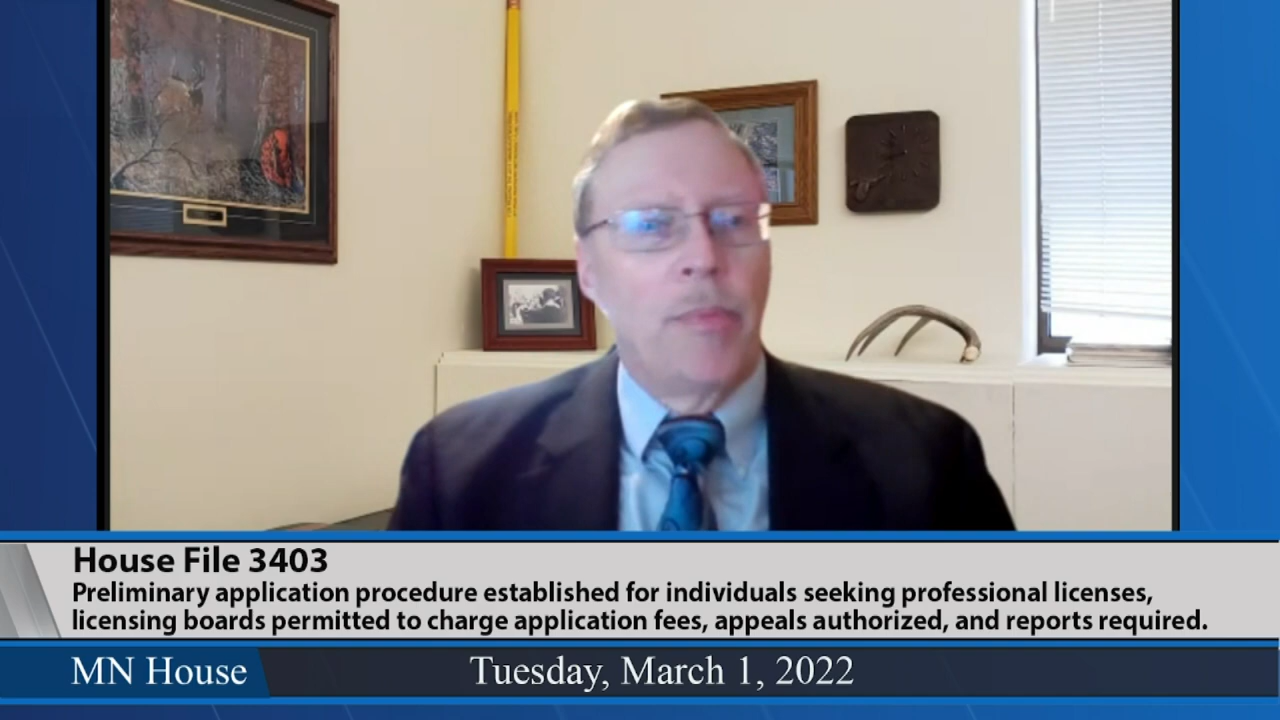 House File 3403
Preliminary application procedure established for individuals seeking professional licenses,
licensing boards permitted to charge application fees, appeals authorized, and reports required.
MN House
Tuesday, March 1, 2022